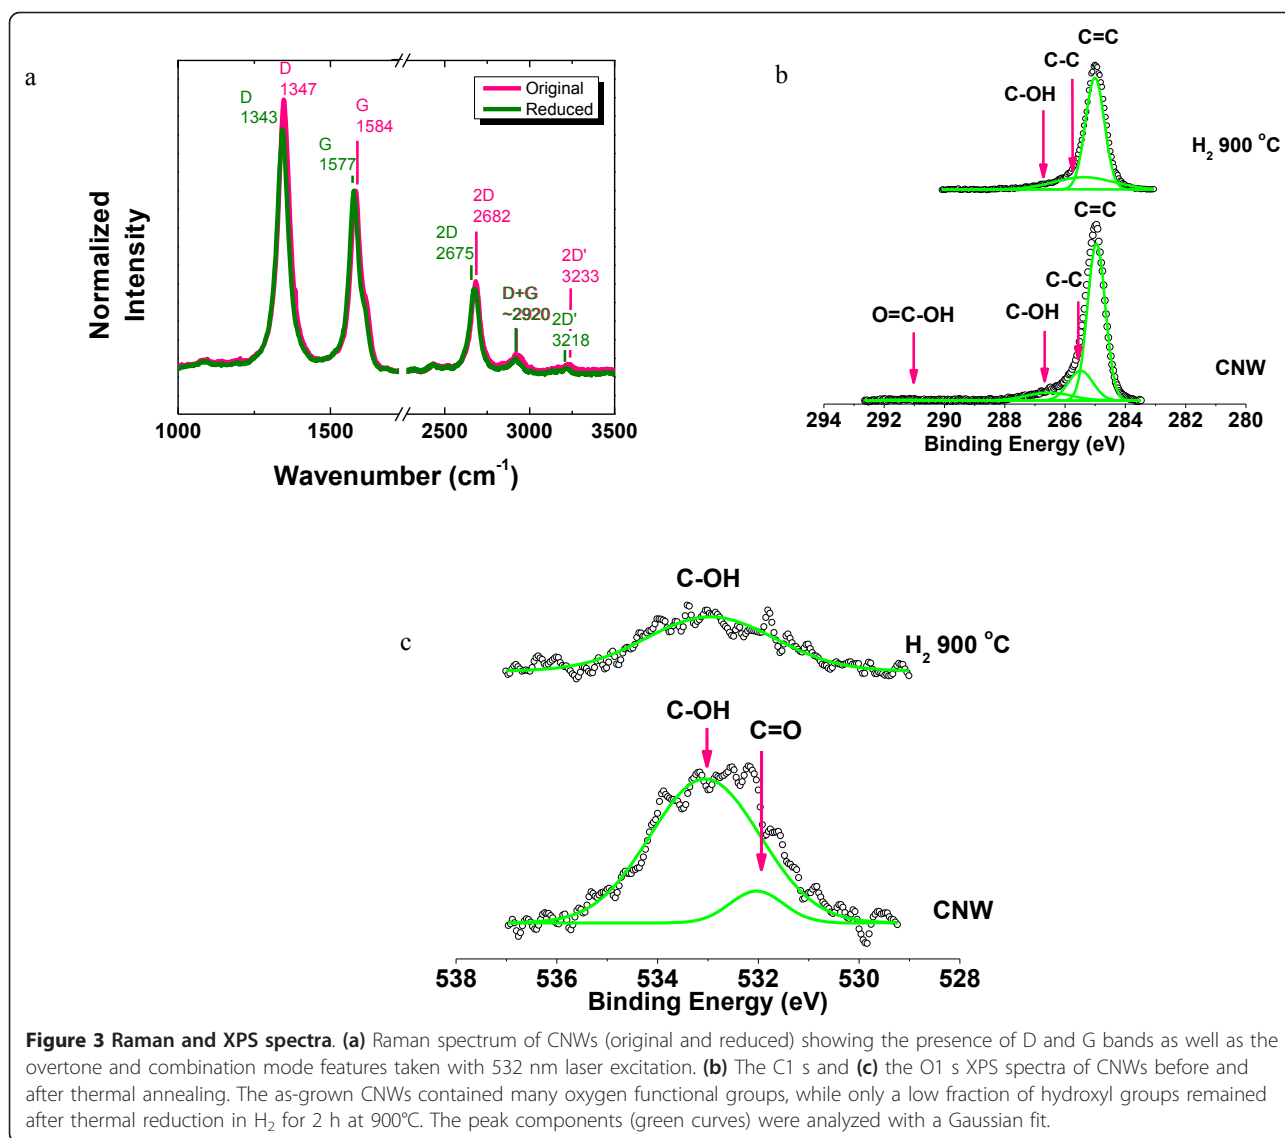 a
D
1347
D
1343
G
1584
G
1577
Original
Reduced
2D
2682
2D
2675
2D'
3233
D+G
~2920
2D'
3218
Normalized
Intensity
1000 1500 2500 3000 3500
Wavenumber (cm-1)
b
C=C
C-C
C-OH
H2 900 °C
C=C
C-C
O=C-OH
C-OH
CNW
294 292 290 288 286 284 282 280
Binding Energy (eV)
c
C-OH
H2 900 °C
C-OH
C=O
CNW
538 536 534 532 530 528
Binding Energy (eV)
Figure 3 Raman and XPS spectra. (a) Raman spectrum of CNWs (original and reduced) showing the presence of D and G bands as well as the
overtone and combination mode features taken with 532 nm laser excitation. (b) The C1 s and (c) the O1 s XPS spectra of CNWs before and
after thermal annealing. The as-grown CNWs contained many oxygen functional groups, while only a low fraction of hydroxyl groups remained
after thermal reduction in H2 for 2 h at 900°C. The peak components (green curves) were analyzed with a Gaussian fit.